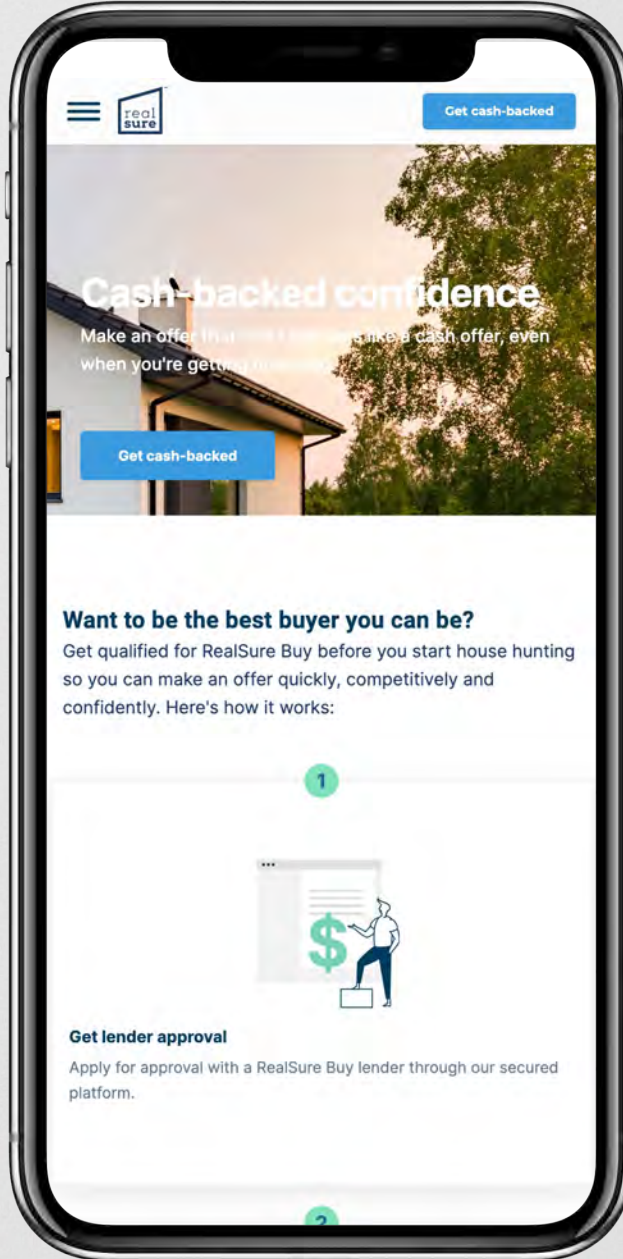 real
sure
Get cash-backed
Cash-backed confidence
Make an offer that like a cash offer, even
when you're getting
Get cash-backed
Want to be the best buyer you can be?
Get qualified for RealSure Buy before you start house hunting
so you can make an offer quickly, competitively and
confidently. Here's how it works:
1
$
Get lender approval
Apply for approval with a RealSure Buy lender through our secured
platform.
2